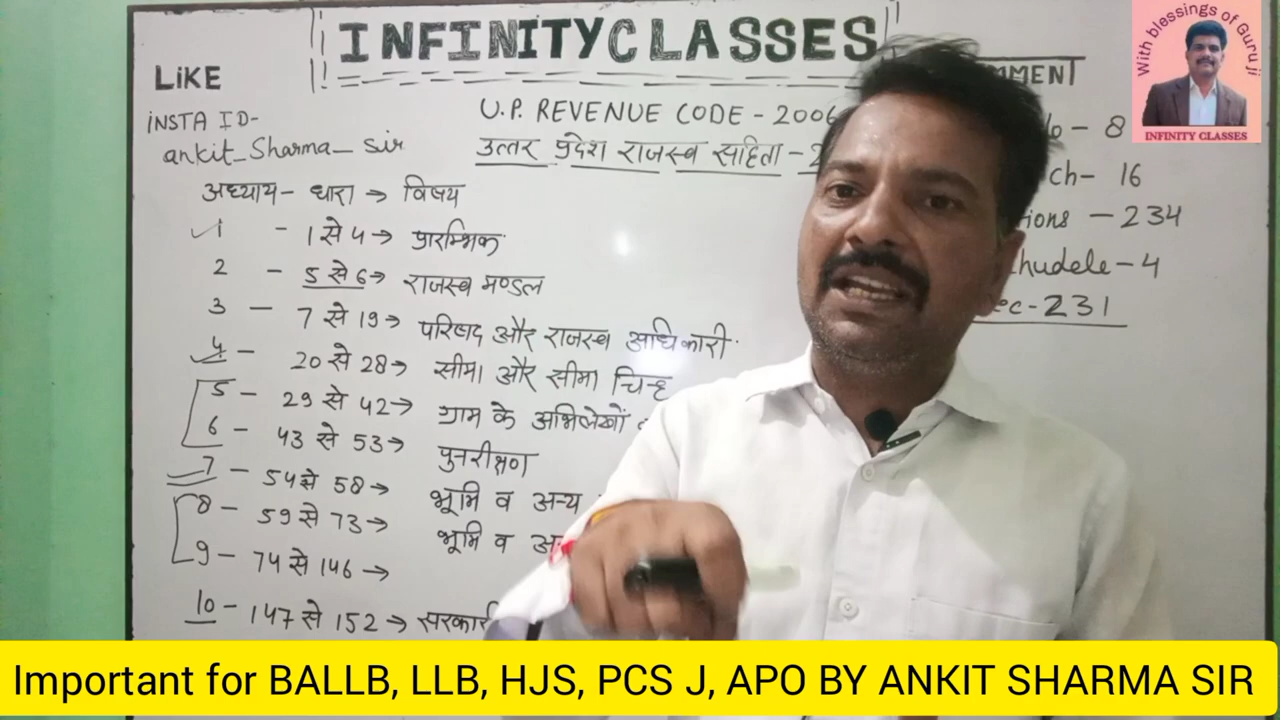 INFINITY CLASSES
LiKE
MMENT
With blessings of Guru ji
INFINITY CLASSES
iNSTA ID-
ankit_Sharma_sir
U.P. REVENUE CODE - 2006
उत्तर प्रदेश राजस्व संहिता - 2
- 8
ch- 16
ions - 234
hudele - 4
ec - 231
अध्याय - धारा → विषय
1 - 1 से 4 → प्रारम्भिक
2 - 5 से 6 → राजस्व मण्डल
3 - 7 से 19 → परिषद और राजस्व अधिकारी
4 - 20 से 28 → सीमा और सीमा चिन्ह
5 - 29 से 42 → ग्राम के अभिलेखों
6 - 43 से 53 → पुनरीक्षण
7 - 54 से 58 → भूमि व अन्य
8 - 59 से 73 → भूमि व अ
9 - 74 से 146 →
10 - 147 से 152 → सरकारी
Important for BALLB, LLB, HJS, PCS J, APO BY ANKIT SHARMA SIR